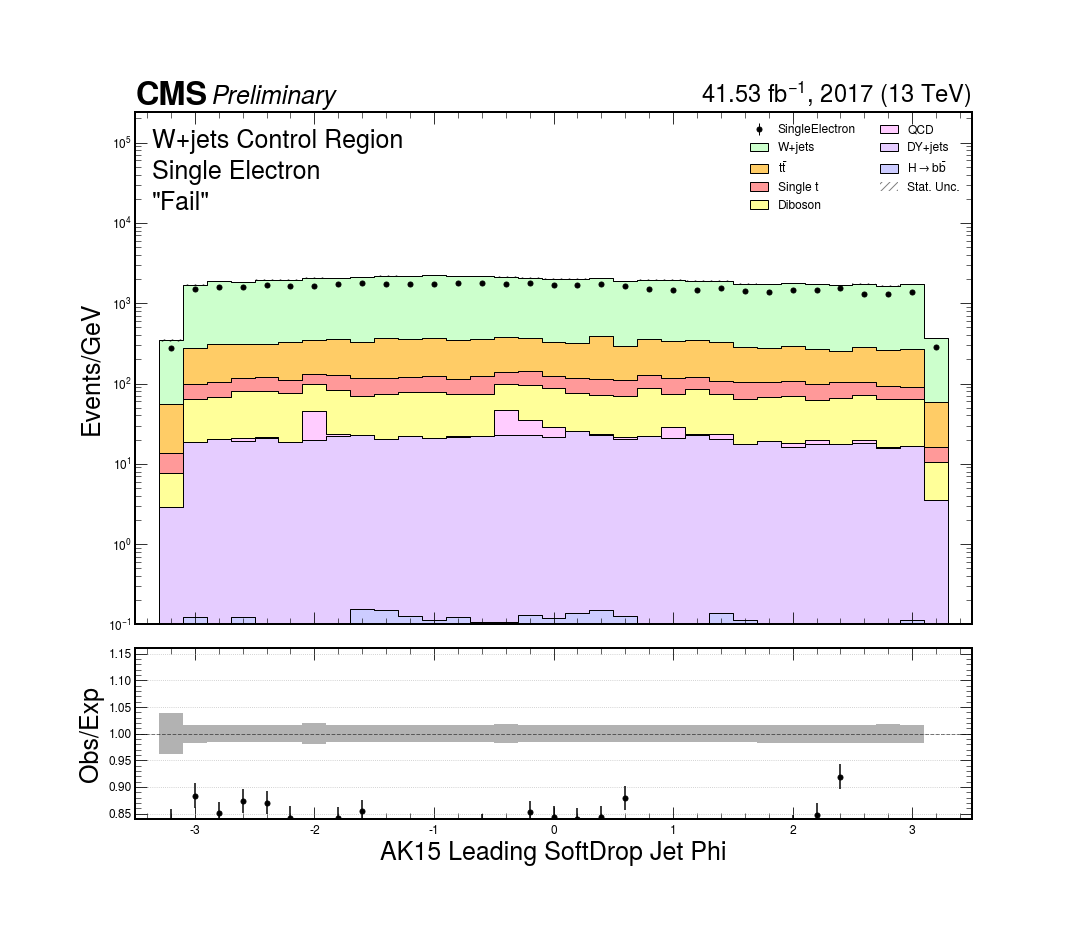 CMS Preliminary
41.53 fb⁻¹, 2017 (13 TeV)
W+jets Control Region
Single Electron
"Fail"
SingleElectron
W+jets
tt̄
Single t
Diboson
QCD
DY+jets
H→bb̄
Stat. Unc.
Events/GeV
10⁵
10⁴
10³
10²
10¹
10⁰
10⁻¹
Obs/Exp
1.15
1.10
1.05
1.00
0.95
0.90
0.85
-3 -2 -1 0 1 2 3
AK15 Leading SoftDrop Jet Phi